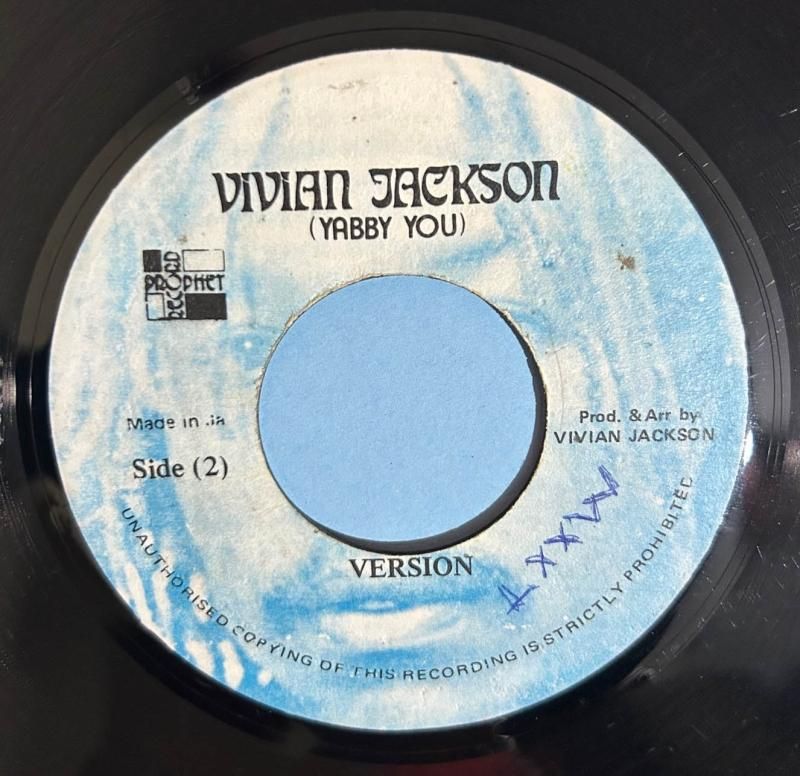 VIVIAN JACKSON
(YABBY YOU)
PROPHET
RECORD
Made in Ja
Side (2)
Prod. & Arr by
VIVIAN JACKSON
VERSION
UNAUTHORISED COPYING OF THIS RECORDING IS STRICTLY PROHIBITED